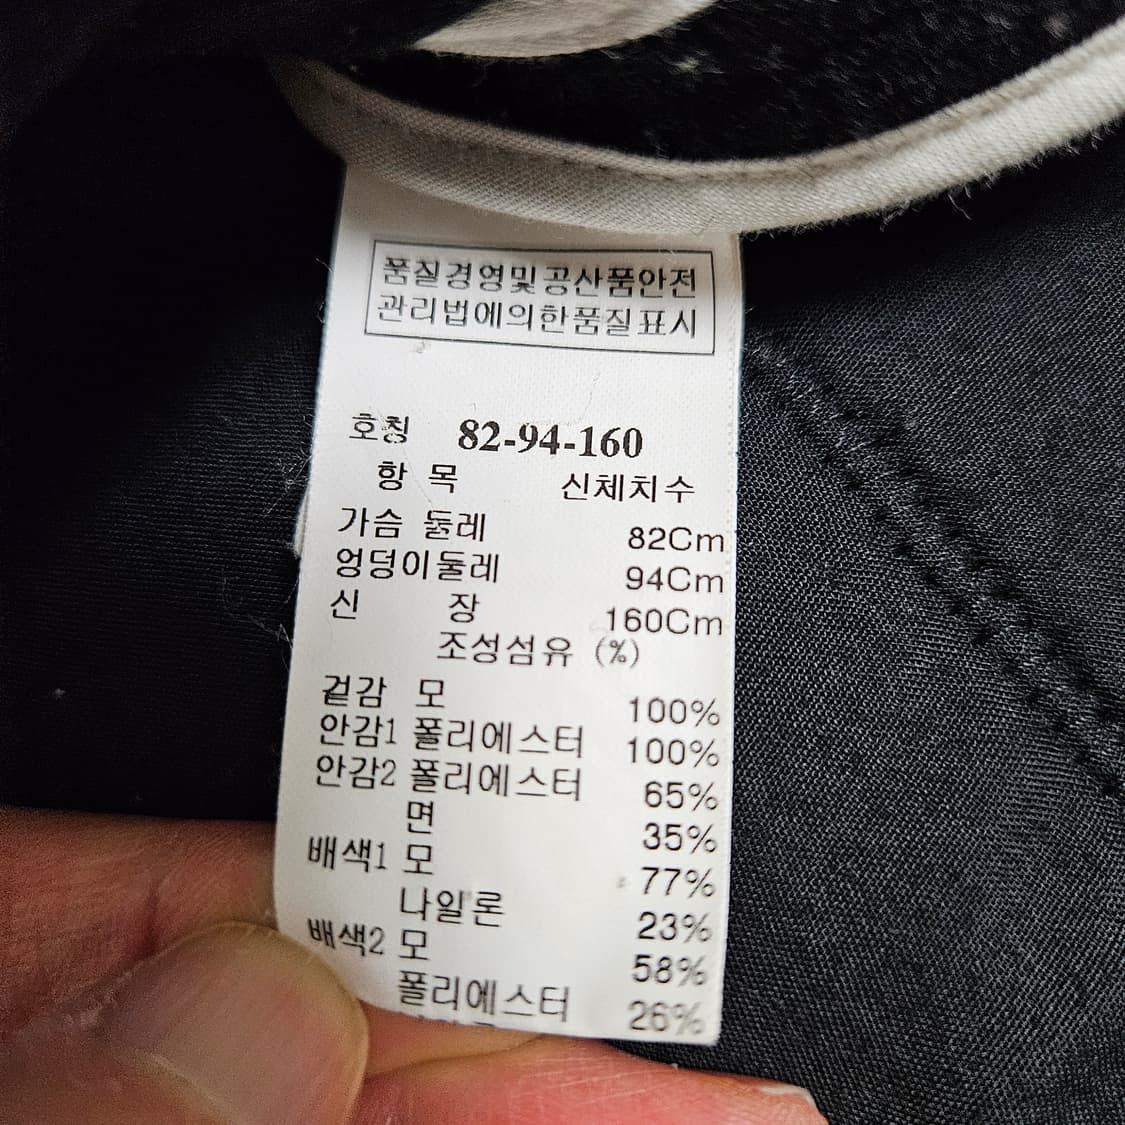 품질경영및공산품안전
관리법에의한품질표시
호칭 82-94-160
항 목 신체치수
가슴 둘레 82Cm
엉덩이둘레 94Cm
신 장 160Cm
조성섬유 (%)
겉감 모 100%
안감1 폴리에스터 100%
안감2 폴리에스터 65%
면 35%
배색1 모 77%
나일론 23%
배색2 모 58%
폴리에스터 26%